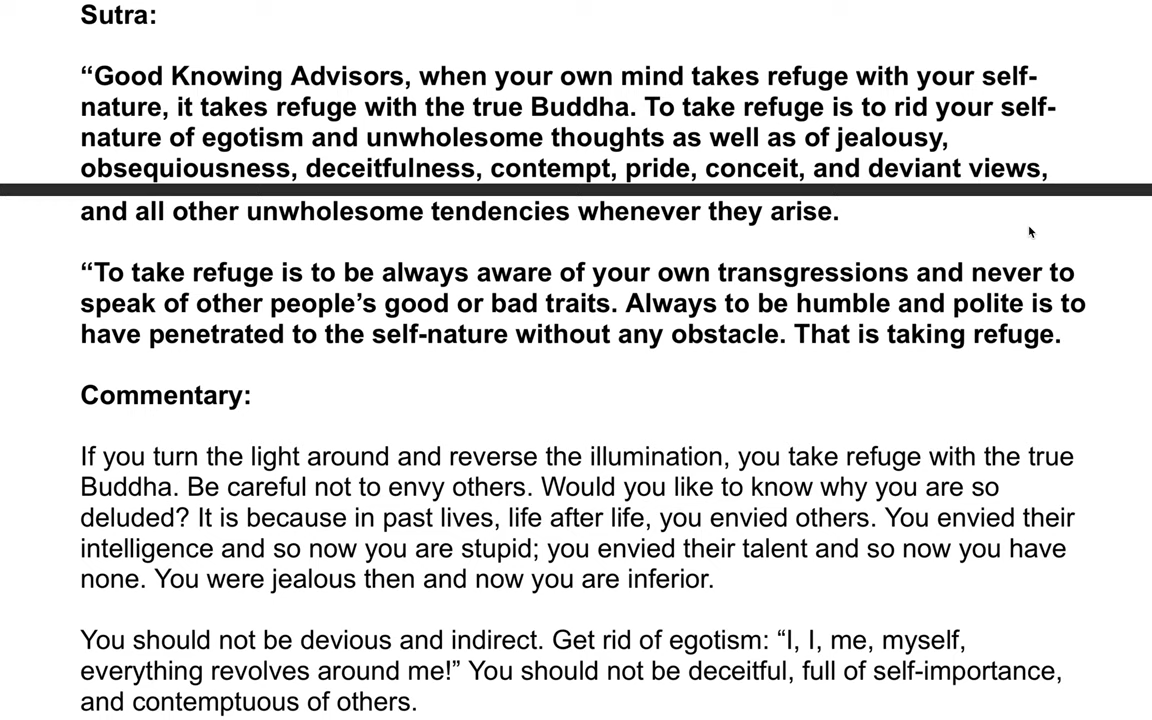 Sutra:
“Good Knowing Advisors, when your own mind takes refuge with your self-
nature, it takes refuge with the true Buddha. To take refuge is to rid your self-
nature of egotism and unwholesome thoughts as well as of jealousy,
obsequiousness, deceitfulness, contempt, pride, conceit, and deviant views,
and all other unwholesome tendencies whenever they arise.
“To take refuge is to be always aware of your own transgressions and never to
speak of other people’s good or bad traits. Always to be humble and polite is to
have penetrated to the self-nature without any obstacle. That is taking refuge.
Commentary:
If you turn the light around and reverse the illumination, you take refuge with the true
Buddha. Be careful not to envy others. Would you like to know why you are so
deluded? It is because in past lives, life after life, you envied others. You envied their
intelligence and so now you are stupid; you envied their talent and so now you have
none. You were jealous then and now you are inferior.
You should not be devious and indirect. Get rid of egotism: “I, I, me, myself,
everything revolves around me!” You should not be deceitful, full of self-importance,
and contemptuous of others.